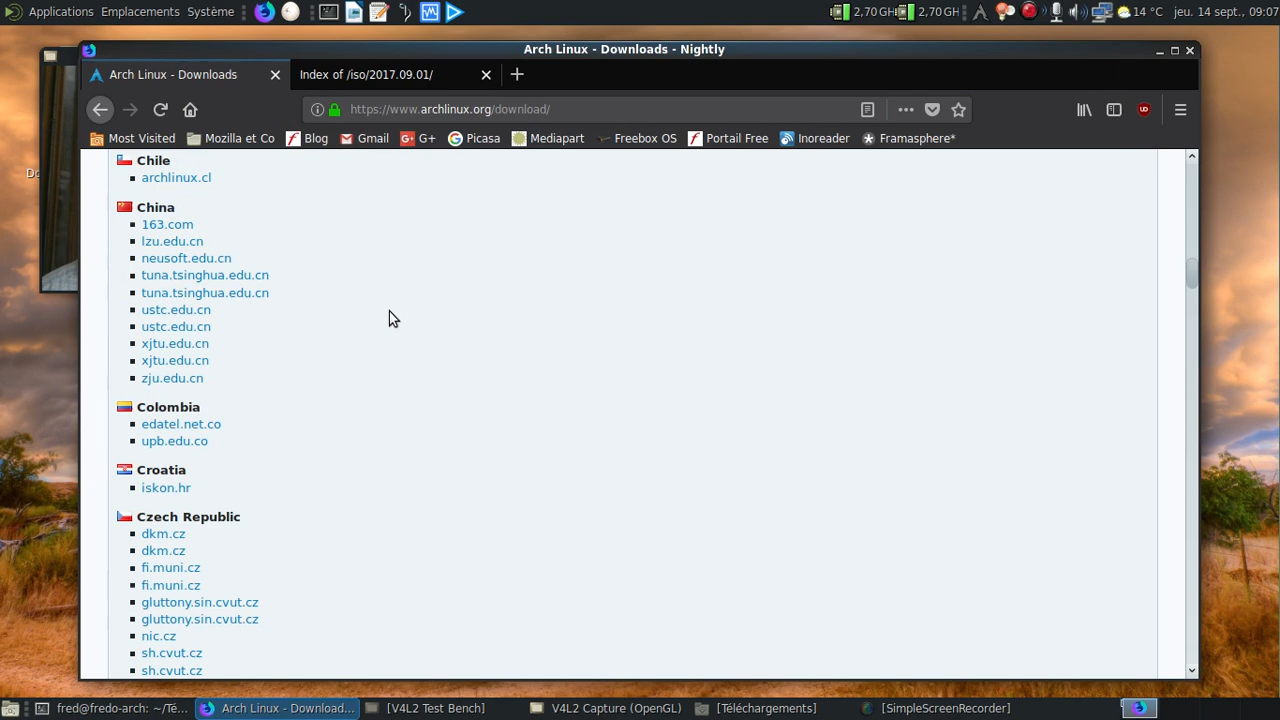 Applications Emplacements Système 2,70 GH 2,70 GH 14 °C jeu. 14 sept., 09:07
Arch Linux - Downloads - Nightly
Arch Linux - Downloads Index of /iso/2017.09.01/
https://www.archlinux.org/download/
Most Visited Mozilla et Co Blog Gmail G+ Picasa Mediapart Freebox OS Portail Free Inoreader Framasphere*
Chile
archlinux.cl
China
163.com
lzu.edu.cn
neusoft.edu.cn
tuna.tsinghua.edu.cn
tuna.tsinghua.edu.cn
ustc.edu.cn
ustc.edu.cn
xjtu.edu.cn
xjtu.edu.cn
zju.edu.cn
Colombia
edatel.net.co
upb.edu.co
Croatia
iskon.hr
Czech Republic
dkm.cz
dkm.cz
fi.muni.cz
fi.muni.cz
gluttony.sin.cvut.cz
gluttony.sin.cvut.cz
nic.cz
sh.cvut.cz
sh.cvut.cz
fred@fredo-arch: ~/Té... Arch Linux - Download... [V4L2 Test Bench] V4L2 Capture (OpenGL) [Téléchargements] [SimpleScreenRecorder]